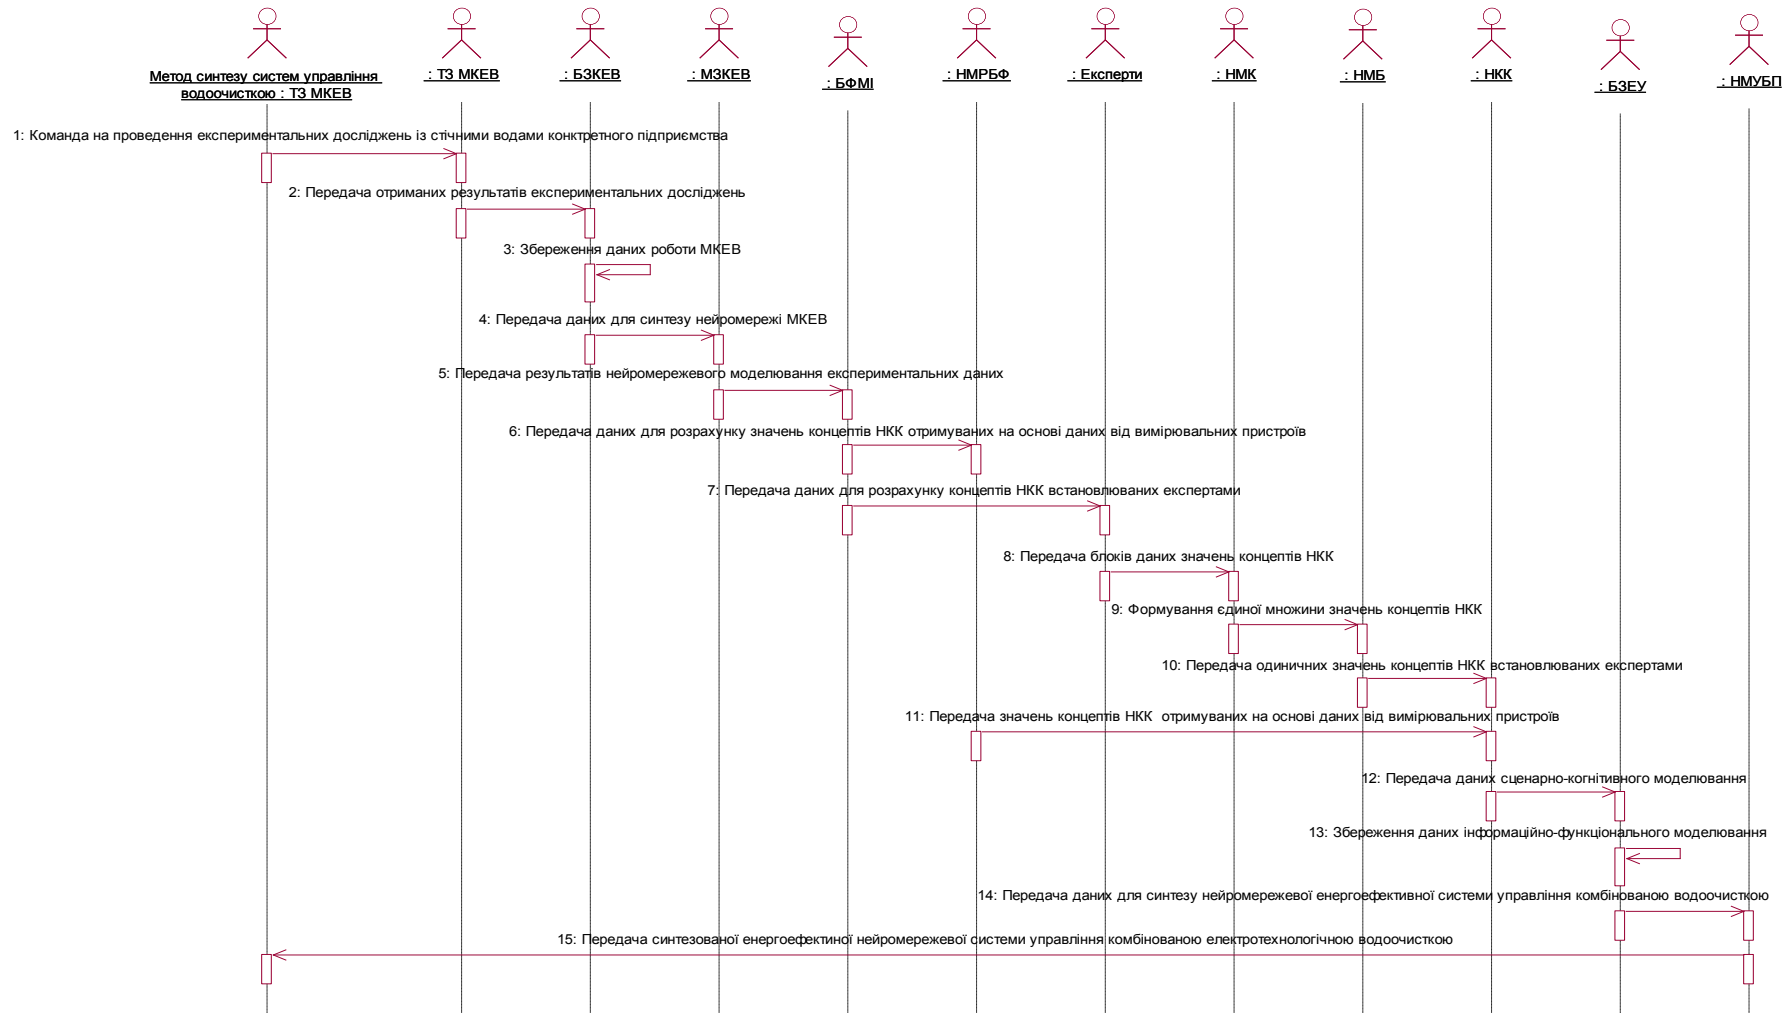 Метод синтезу систем управління
водоочисткою : ТЗ МКЕВ
: ТЗ МКЕВ
: БЗКЕВ
: МЗКЕВ
: БФМІ
: НМРБФ
: Експерти
: НМК
: НМБ
: НКК
: БЗЕУ
: НМУБП
1: Команда на проведення експериментальних досліджень із стічними водами конктретного підприємства
2: Передача отриманих результатів експериментальних досліджень
3: Збереження даних роботи МКЕВ
4: Передача даних для синтезу нейромережі МКЕВ
5: Передача результатів нейромережевого моделювання експериментальних даних
6: Передача даних для розрахунку значень концептів НКК отримуваних на основі даних від вимірювальних пристроїв
7: Передача даних для розрахунку концептів НКК встановлюваних експертами
8: Передача блоків даних значень концептів НКК
9: Формування єдиної множини значень концептів НКК
10: Передача одиничних значень концептів НКК встановлюваних експертами
11: Передача значень концептів НКК  отримуваних на основі даних від вимірювальних пристроїв
12: Передача даних сценарно-когнітивного моделювання
13: Збереження даних інформаційно-функціонального моделювання
14: Передача даних для синтезу нейромережевої енергоефективної системи управління комбінованою водоочисткою
15: Передача синтезованої енергоефектиної нейромережевої системи управління комбінованою електротехнологічною водоочисткою